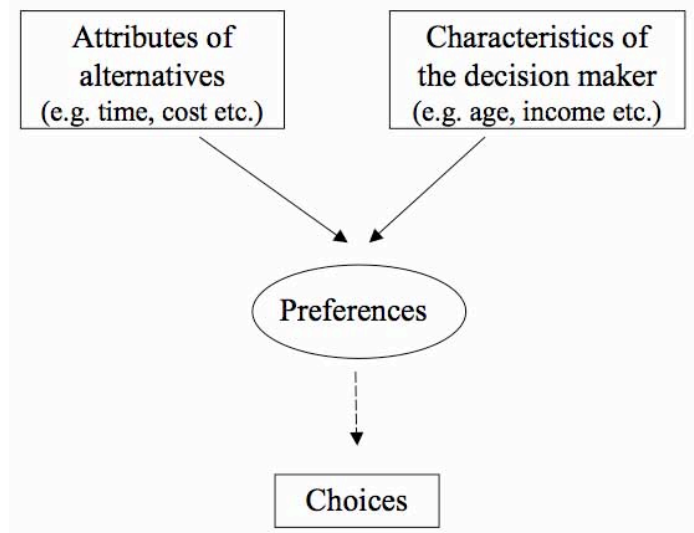 Attributes of
alternatives
(e.g. time, cost etc.)
Characteristics of
the decision maker
(e.g. age, income etc.)
Preferences
Choices